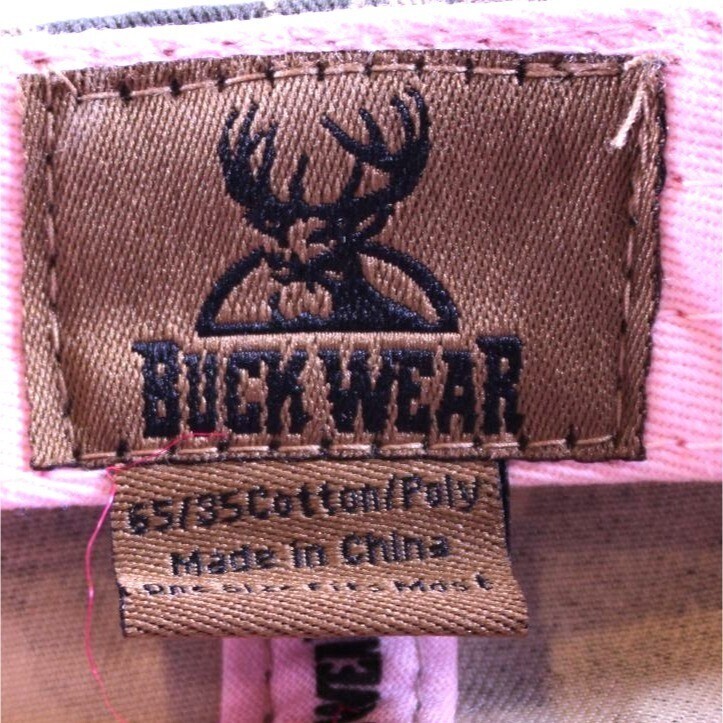 BUCK WEAR
65/35Cotton/Poly
Made in China
One Size Fits Most